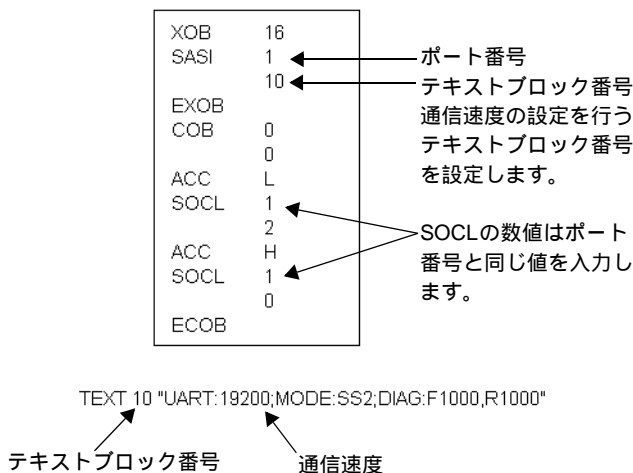 XOB 16
SASI 1
10
EXOB
COB 0
0
ACC L
SOCL 1
2
ACC H
SOCL 1
0
ECOB
ポート番号
テキストブロック番号
通信速度の設定を行う
テキストブロック番号
を設定します。
SOCLの数値はポート
番号と同じ値を入力し
ます。
TEXT 10 "UART:19200;MODE:SS2;DIAG:F1000,R1000"
テキストブロック番号
通信速度